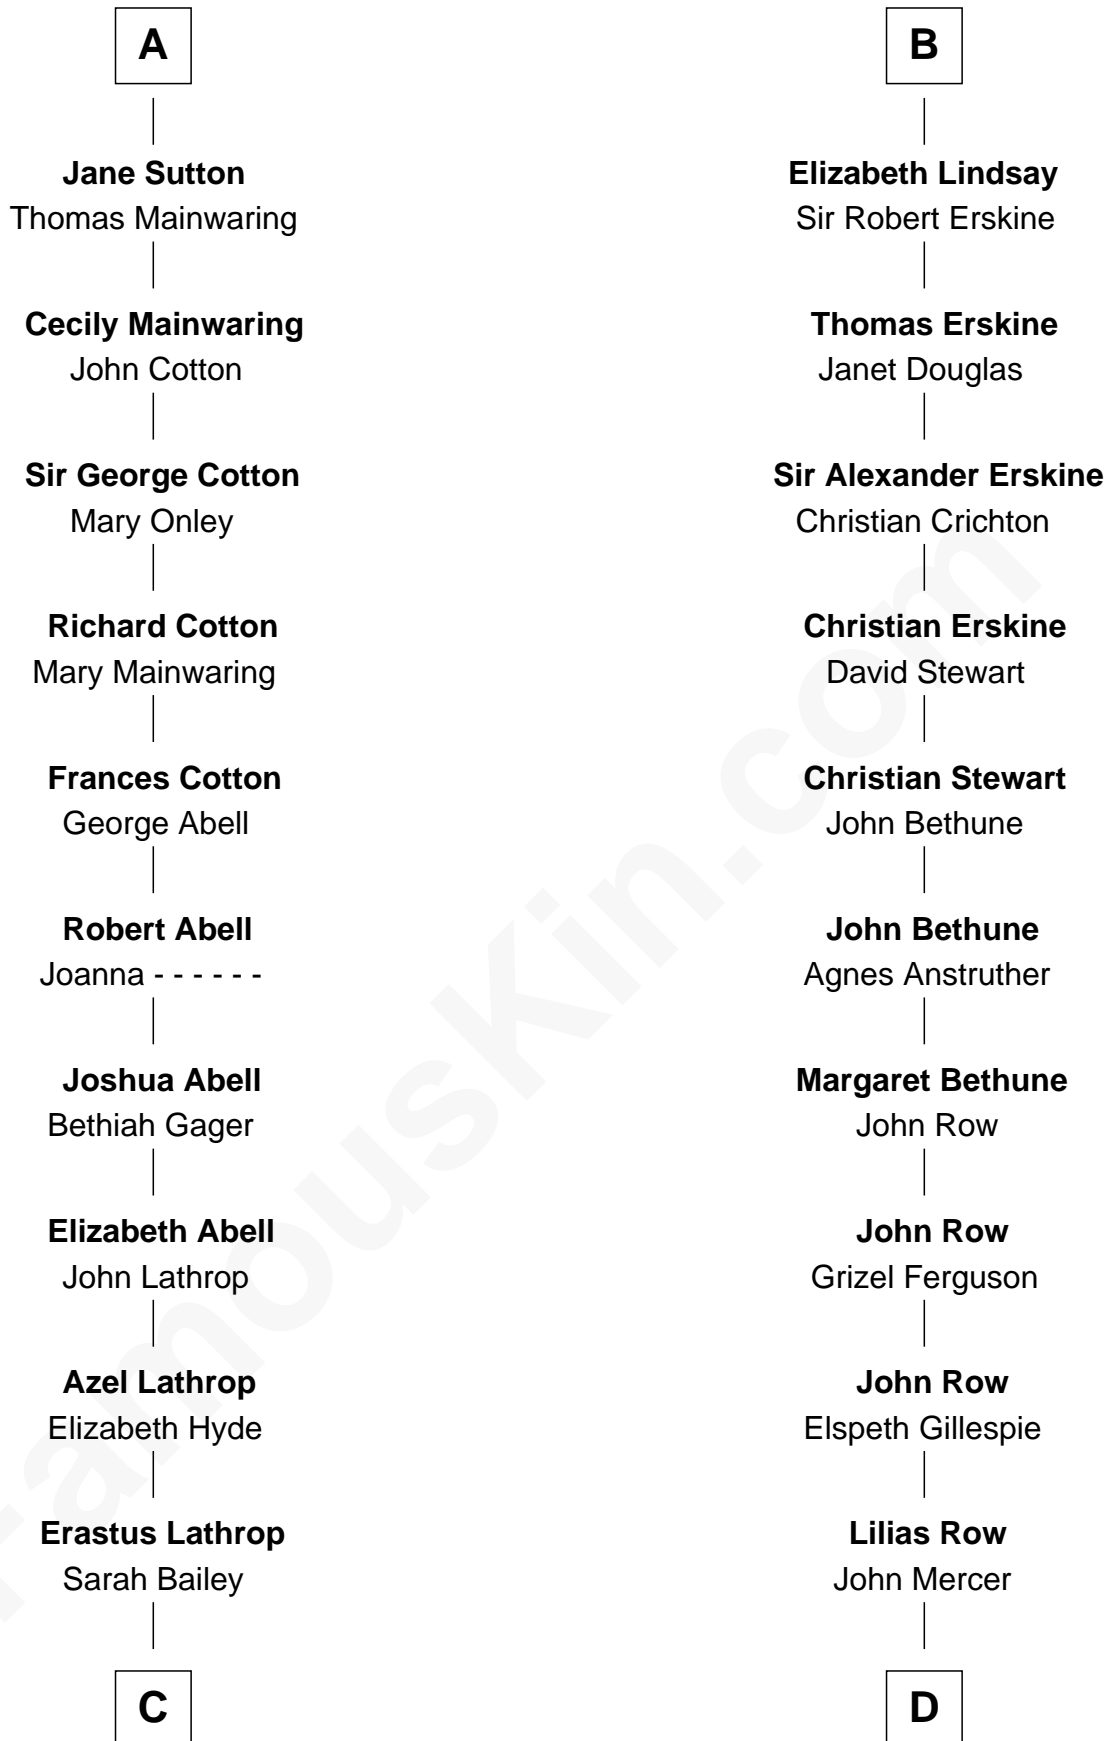 A
Jane Sutton
Thomas Mainwaring
Cecily Mainwaring
John Cotton
Sir George Cotton
Mary Onley
Richard Cotton
Mary Mainwaring
Frances Cotton
George Abell
Robert Abell
Joanna - - - - - -
Joshua Abell
Bethiah Gager
Elizabeth Abell
John Lathrop
Azel Lathrop
Elizabeth Hyde
Erastus Lathrop
Sarah Bailey
C
B
Elizabeth Lindsay
Sir Robert Erskine
Thomas Erskine
Janet Douglas
Sir Alexander Erskine
Christian Crichton
Christian Erskine
David Stewart
Christian Stewart
John Bethune
John Bethune
Agnes Anstruther
Margaret Bethune
John Row
John Row
Grizel Ferguson
John Row
Elspeth Gillespie
Lilias Row
John Mercer
D
FamousKin.com